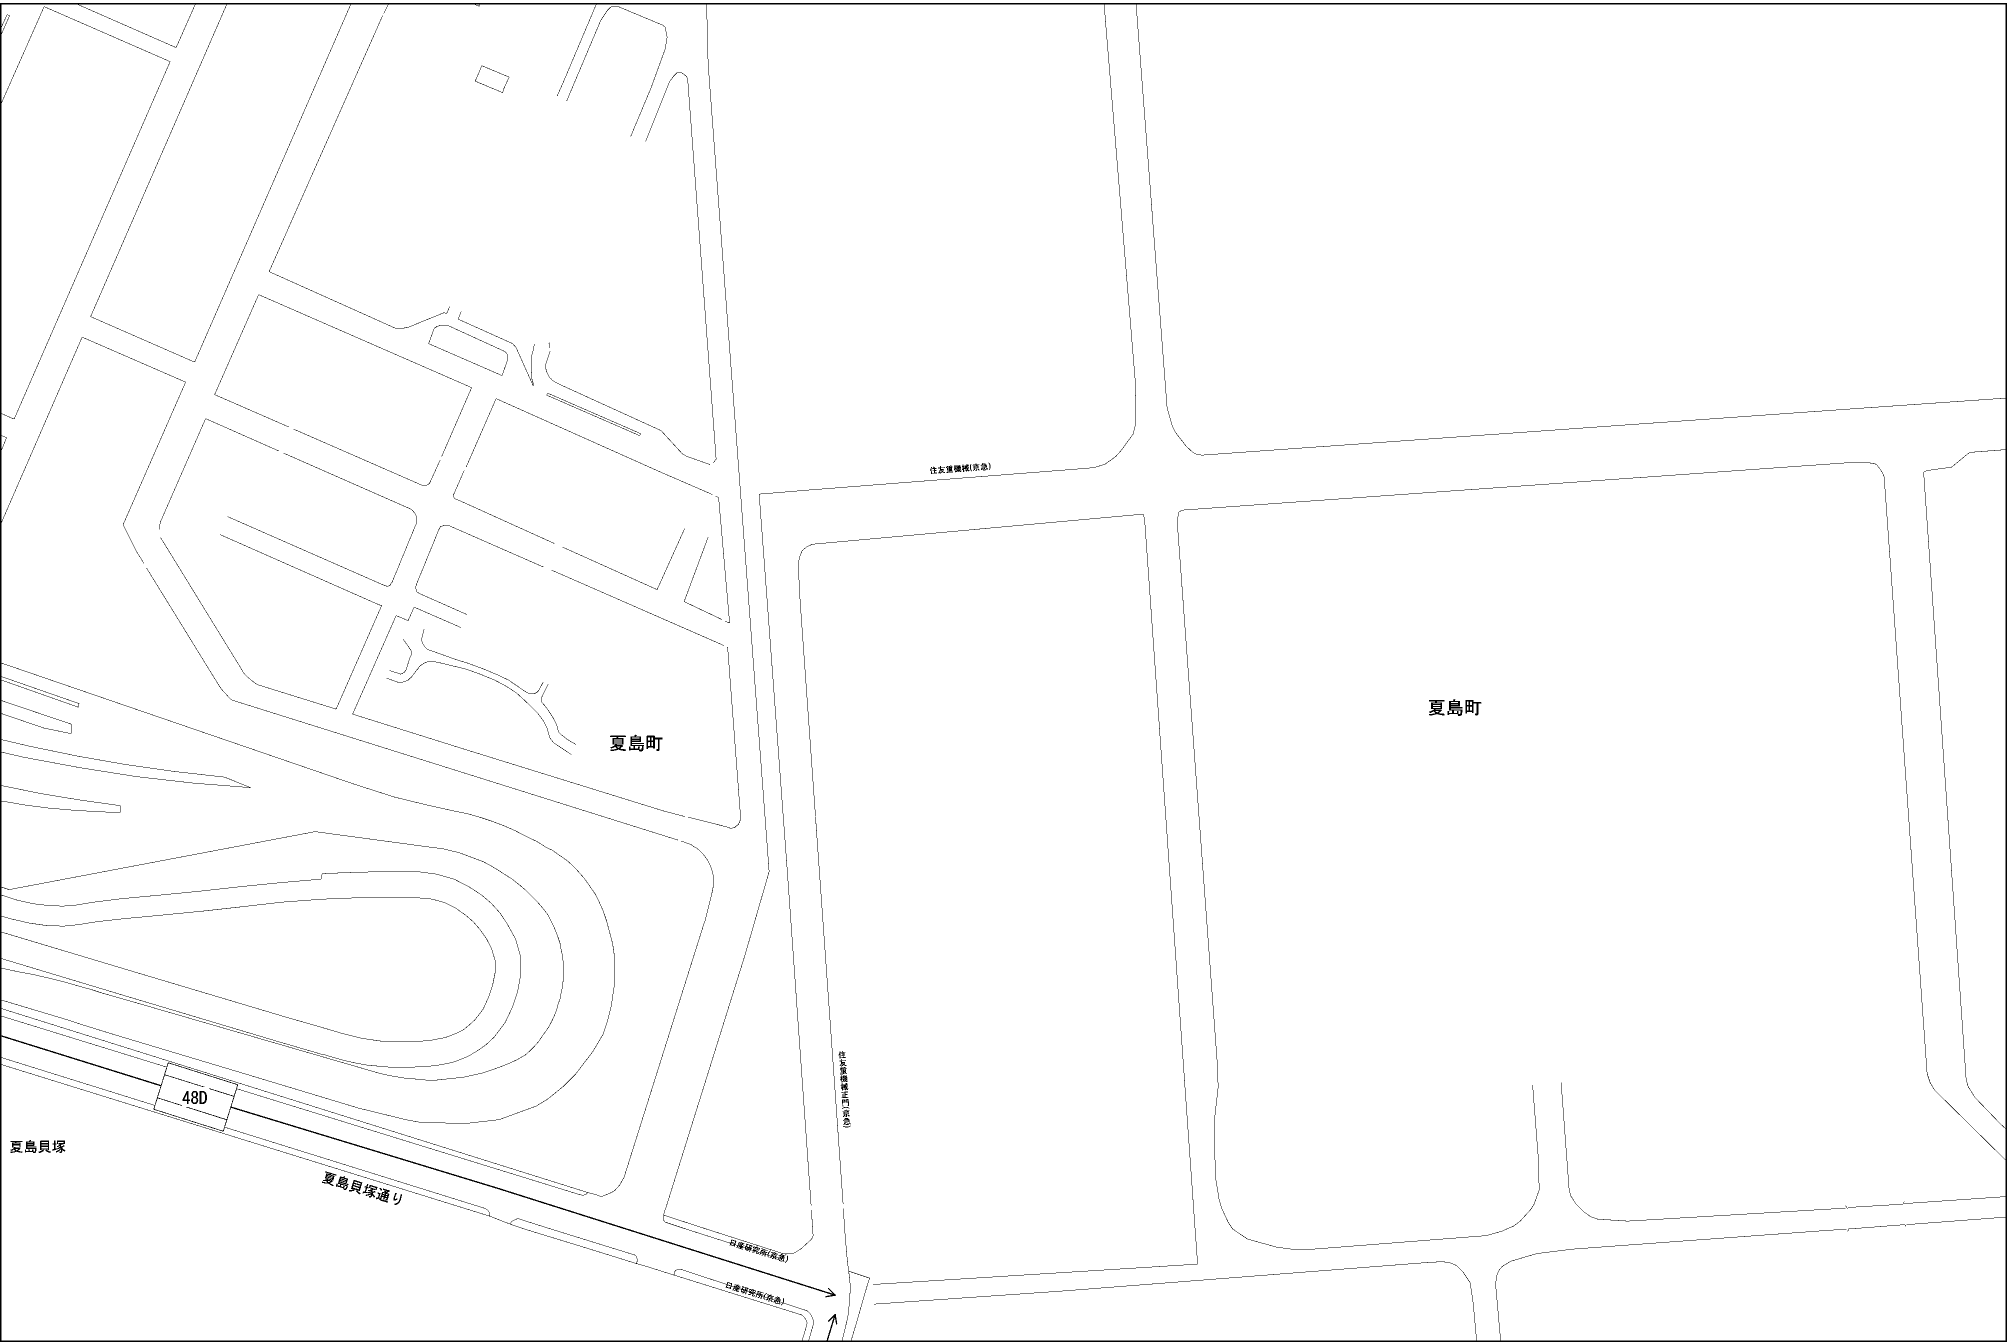 住友重機械(京急)
夏島町
夏島町
住友重機械正門(京急)
48D
夏島貝塚
夏島貝塚通り
日産研究所(京急)
日産研究所(京急)